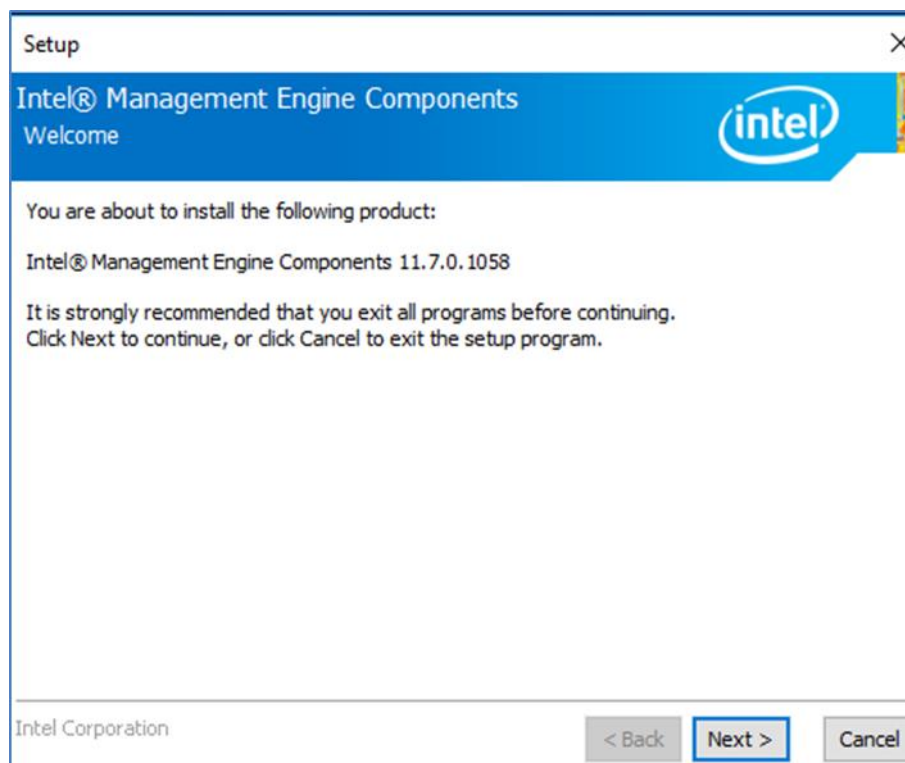 Setup
Intel® Management Engine Components
Welcome
intel
You are about to install the following product:
Intel® Management Engine Components 11.7.0.1058
It is strongly recommended that you exit all programs before continuing.
Click Next to continue, or click Cancel to exit the setup program.
Intel Corporation
< Back Next > Cancel